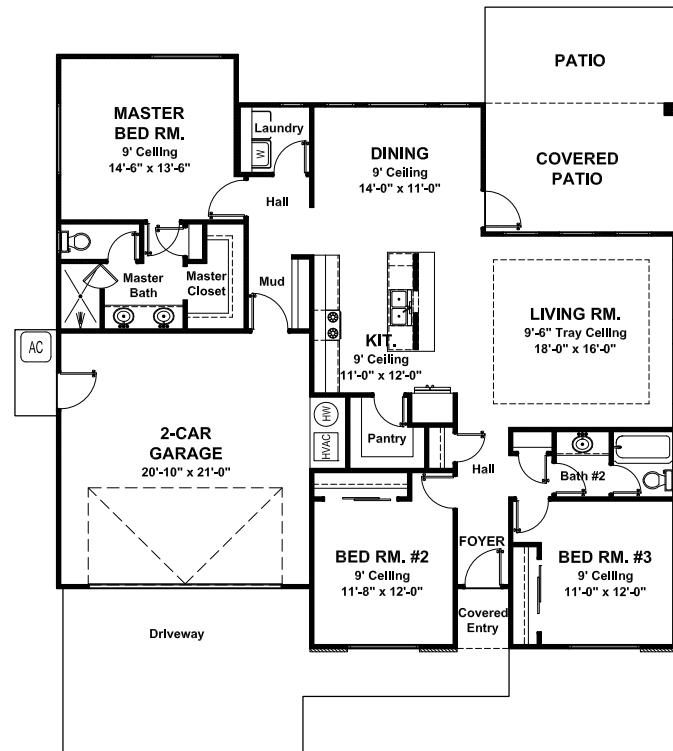 PATIO
MASTER
BED RM.
9' Ceiling
14'-6" x 13'-6"
Laundry
W
DINING
9' Ceiling
14'-0" x 11'-0"
COVERED
PATIO
Hall
Master
Bath
Master
Closet
Mud
LIVING RM.
9'-6" Tray Ceiling
18'-0" x 16'-0"
AC
KIT.
9' Ceiling
11'-0" x 12'-0"
HW
HVAC
Pantry
2-CAR
GARAGE
20'-10" x 21'-0"
Hall
Bath #2
FOYER
BED RM. #2
9' Ceiling
11'-8" x 12'-0"
BED RM. #3
9' Ceiling
11'-0" x 12'-0"
Covered
Entry
Driveway